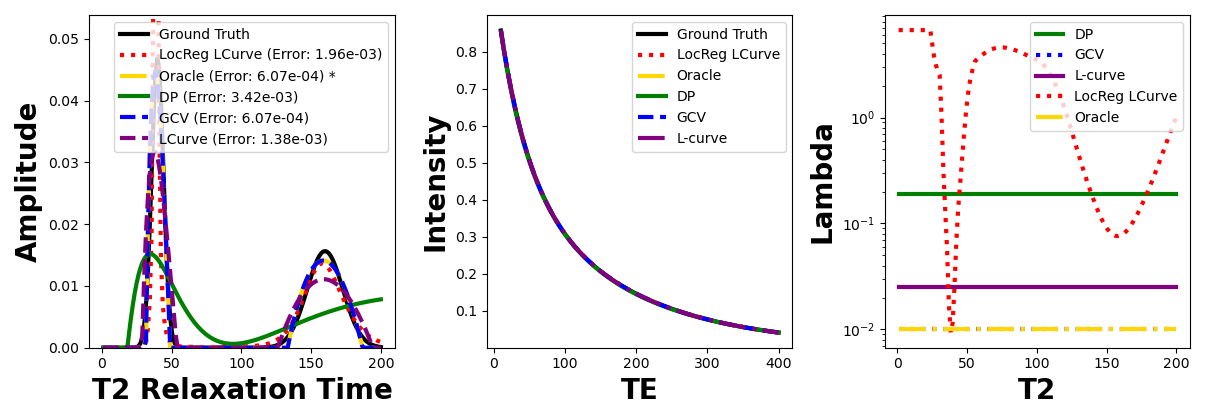 Amplitude
0.05
0.04
0.03
0.02
0.01
0.00
Ground Truth
LocReg LCurve (Error: 1.96e-03)
Oracle (Error: 6.07e-04) *
DP (Error: 3.42e-03)
GCV (Error: 6.07e-04)
LCurve (Error: 1.38e-03)
0 50 100 150 200
T2 Relaxation Time
Intensity
0.8
0.7
0.6
0.5
0.4
0.3
0.2
0.1
Ground Truth
LocReg LCurve
Oracle
DP
GCV
L-curve
0 100 200 300 400
TE
Lambda
10⁰
10⁻¹
10⁻²
DP
GCV
L-curve
LocReg LCurve
Oracle
0 50 100 150 200
T2